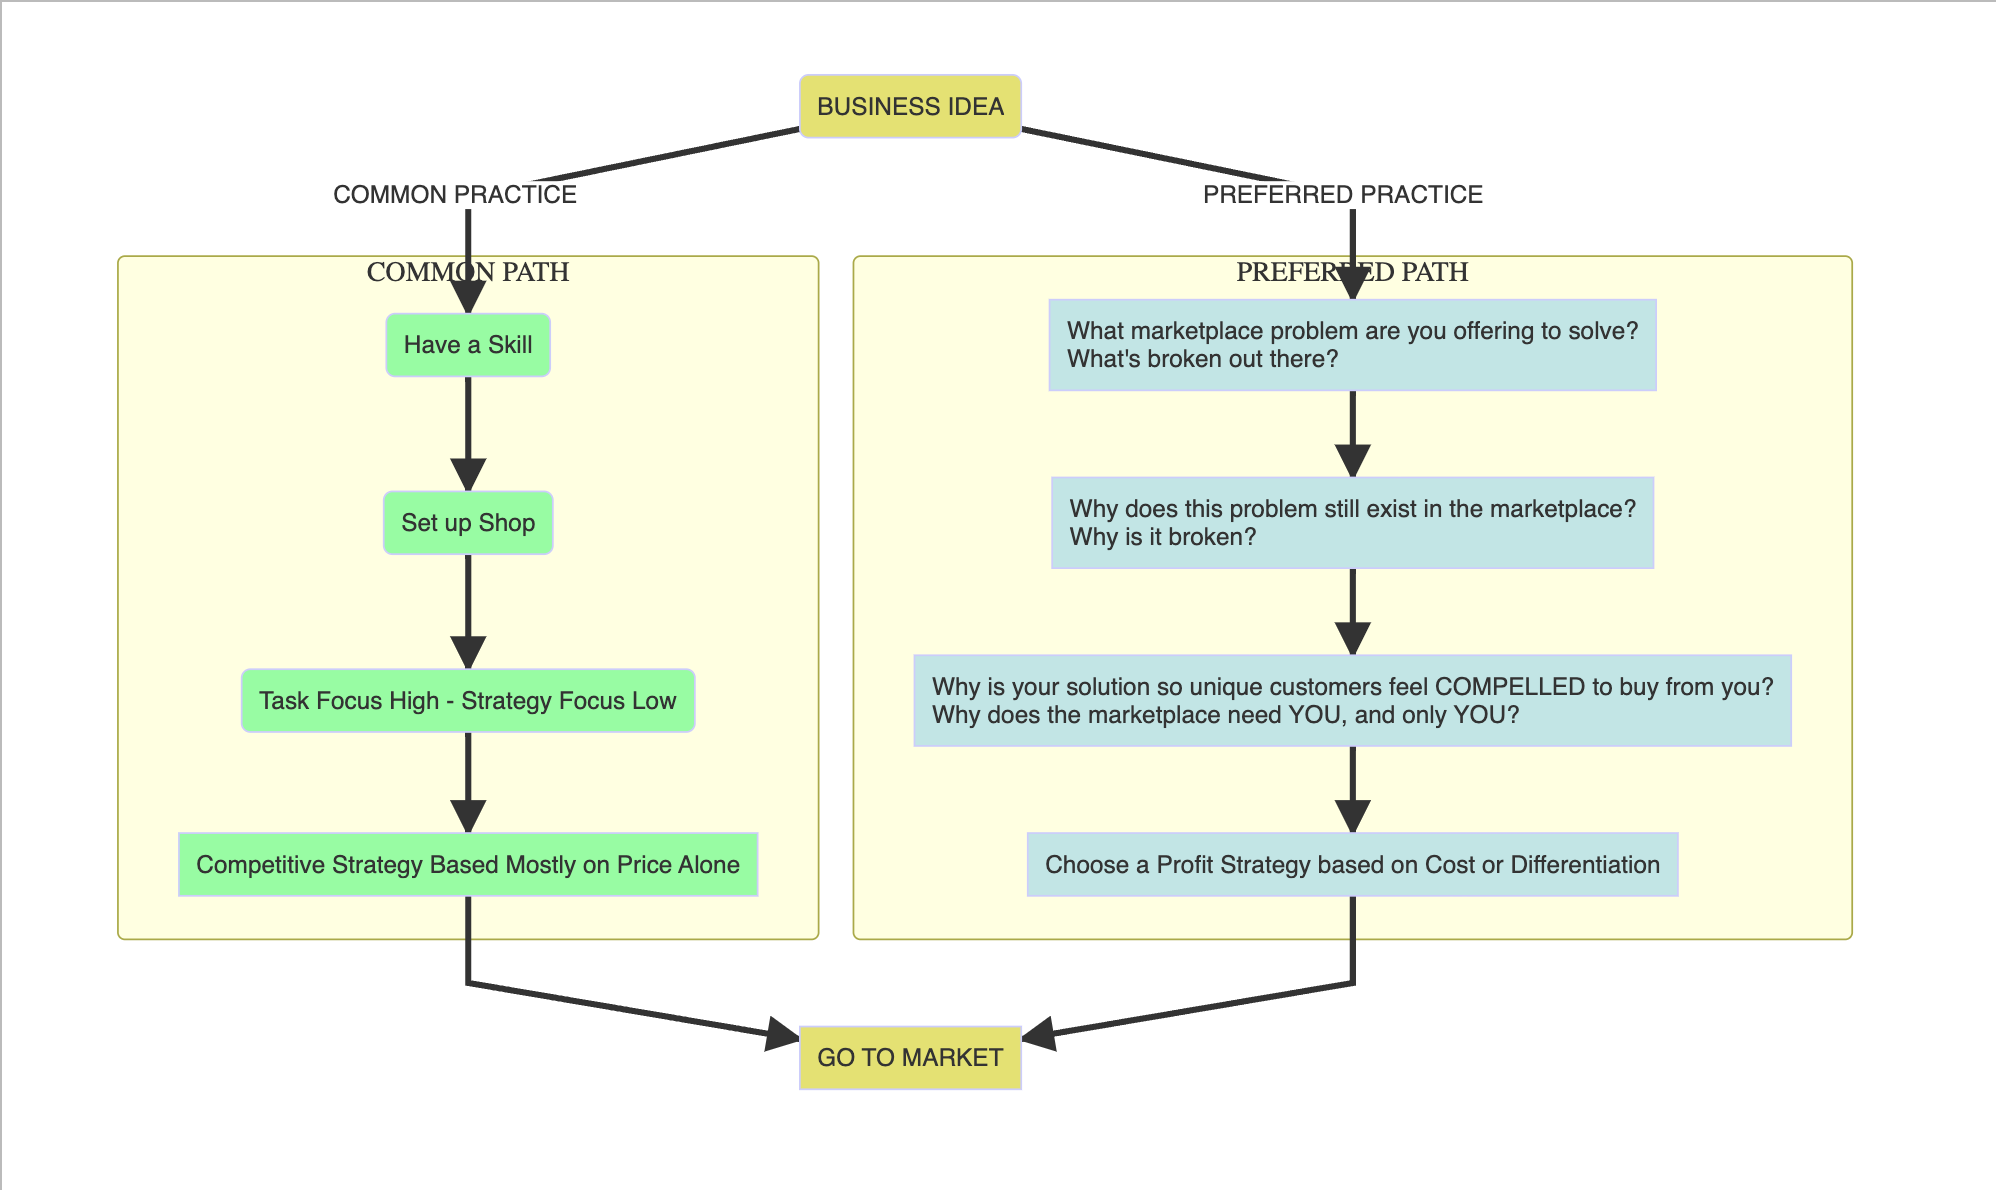 BUSINESS IDEA
COMMON PRACTICE
PREFERRED PRACTICE
COMMON PATH
Have a Skill
Set up Shop
Task Focus High - Strategy Focus Low
Competitive Strategy Based Mostly on Price Alone
PREFERRED PATH
What marketplace problem are you offering to solve?
What's broken out there?
Why does this problem still exist in the marketplace?
Why is it broken?
Why is your solution so unique customers feel COMPELLED to buy from you?
Why does the marketplace need YOU, and only YOU?
Choose a Profit Strategy based on Cost or Differentiation
GO TO MARKET